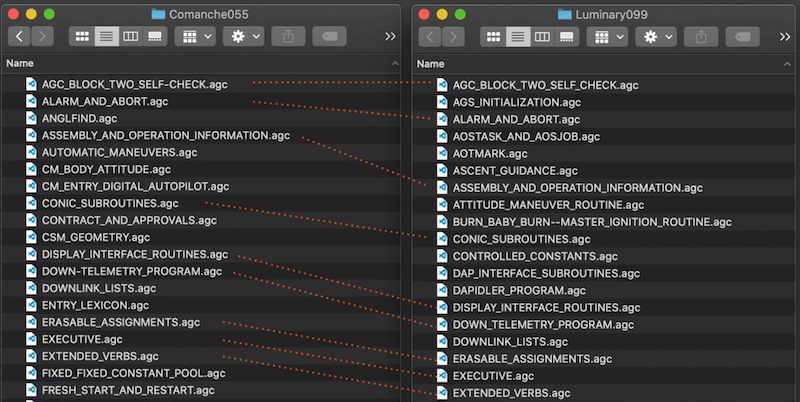 Comanche055
Name
AGC_BLOCK_TWO_SELF-CHECK.agc
ALARM_AND_ABORT.agc
ANGLFIND.agc
ASSEMBLY_AND_OPERATION_INFORMATION.agc
AUTOMATIC_MANEUVERS.agc
CM_BODY_ATTITUDE.agc
CM_ENTRY_DIGITAL_AUTOPILOT.agc
CONIC_SUBROUTINES.agc
CONTRACT_AND_APPROVALS.agc
CSM_GEOMETRY.agc
DISPLAY_INTERFACE_ROUTINES.agc
DOWN-TELEMETRY_PROGRAM.agc
DOWNLINK_LISTS.agc
ENTRY_LEXICON.agc
ERASABLE_ASSIGNMENTS.agc
EXECUTIVE.agc
EXTENDED_VERBS.agc
FIXED_FIXED_CONSTANT_POOL.agc
FRESH_START_AND_RESTART.agc
Luminary099
Name
AGC_BLOCK_TWO_SELF_CHECK.agc
AGS_INITIALIZATION.agc
ALARM_AND_ABORT.agc
AOSTASK_AND_AOSJOB.agc
AOTMARK.agc
ASCENT_GUIDANCE.agc
ASSEMBLY_AND_OPERATION_INFORMATION.agc
ATTITUDE_MANEUVER_ROUTINE.agc
BURN_BABY_BURN--MASTER_IGNITION_ROUTINE.agc
CONIC_SUBROUTINES.agc
CONTROLLED_CONSTANTS.agc
DAP_INTERFACE_SUBROUTINES.agc
DAPIDLER_PROGRAM.agc
DISPLAY_INTERFACE_ROUTINES.agc
DOWN_TELEMETRY_PROGRAM.agc
DOWNLINK_LISTS.agc
ERASABLE_ASSIGNMENTS.agc
EXECUTIVE.agc
EXTENDED_VERBS.agc